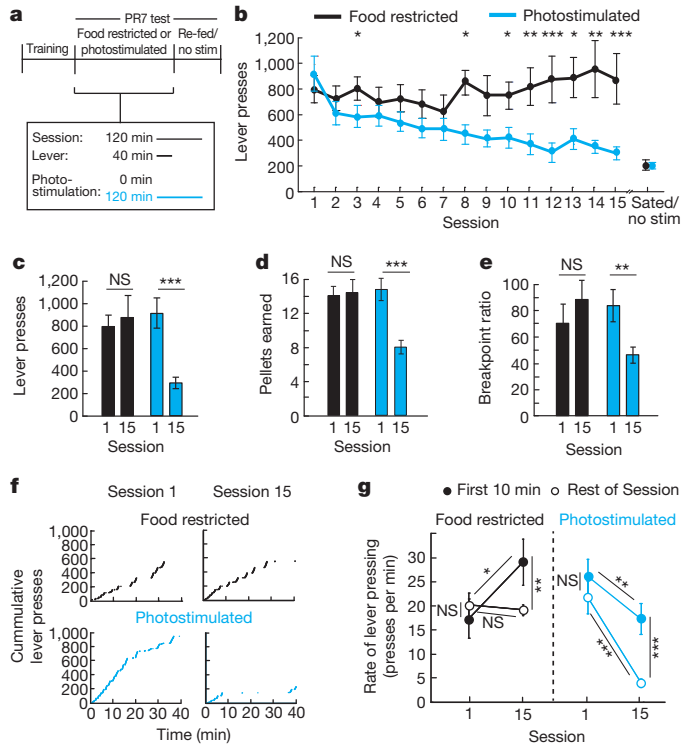 a
PR7 test
Training
Food restricted or
photostimulated
Re-fed/
no stim
Session: 120 min
Lever: 40 min
Photo- 0 min
stimulation:
120 min
b
Food restricted Photostimulated
* * * ** *** * ** ***
Lever presses
1,200
1,000
800
600
400
200
0
1 2 3 4 5 6 7 8 9 10 11 12 13 14 15
Sated/
no stim
Session
c
Lever presses
1,200
1,000
800
600
400
200
0
NS ***
1 15 1 15
Session
d
Pellets earned
16
12
8
4
0
NS ***
1 15 1 15
Session
e
Breakpoint ratio
100
80
60
40
20
0
NS **
1 15 1 15
Session
f
Session 1 Session 15
Food restricted
1,000
800
600
400
200
0
Photostimulated
1,000
800
600
400
200
0
Cummulative
lever presses
0 10 20 30 40 0 10 20 30 40
Time (min)
g
First 10 min Rest of Session
Food restricted Photostimulated
Rate of lever pressing
(presses per min)
30
25
20
15
10
5
0
NS * NS **
NS ** *** ***
1 15 1 15
Session